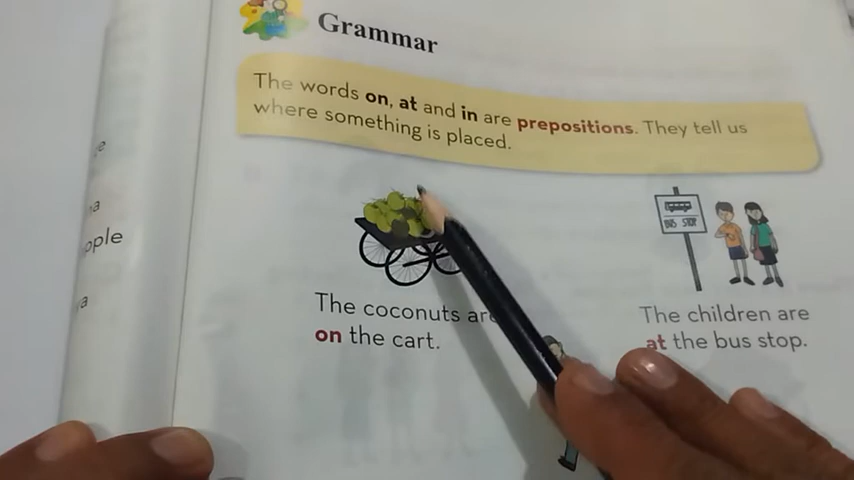 Grammar
The words on, at and in are prepositions. They tell us
where something is placed.
BUS STOP
The coconuts are
on the cart.
The children are
at the bus stop.
ople